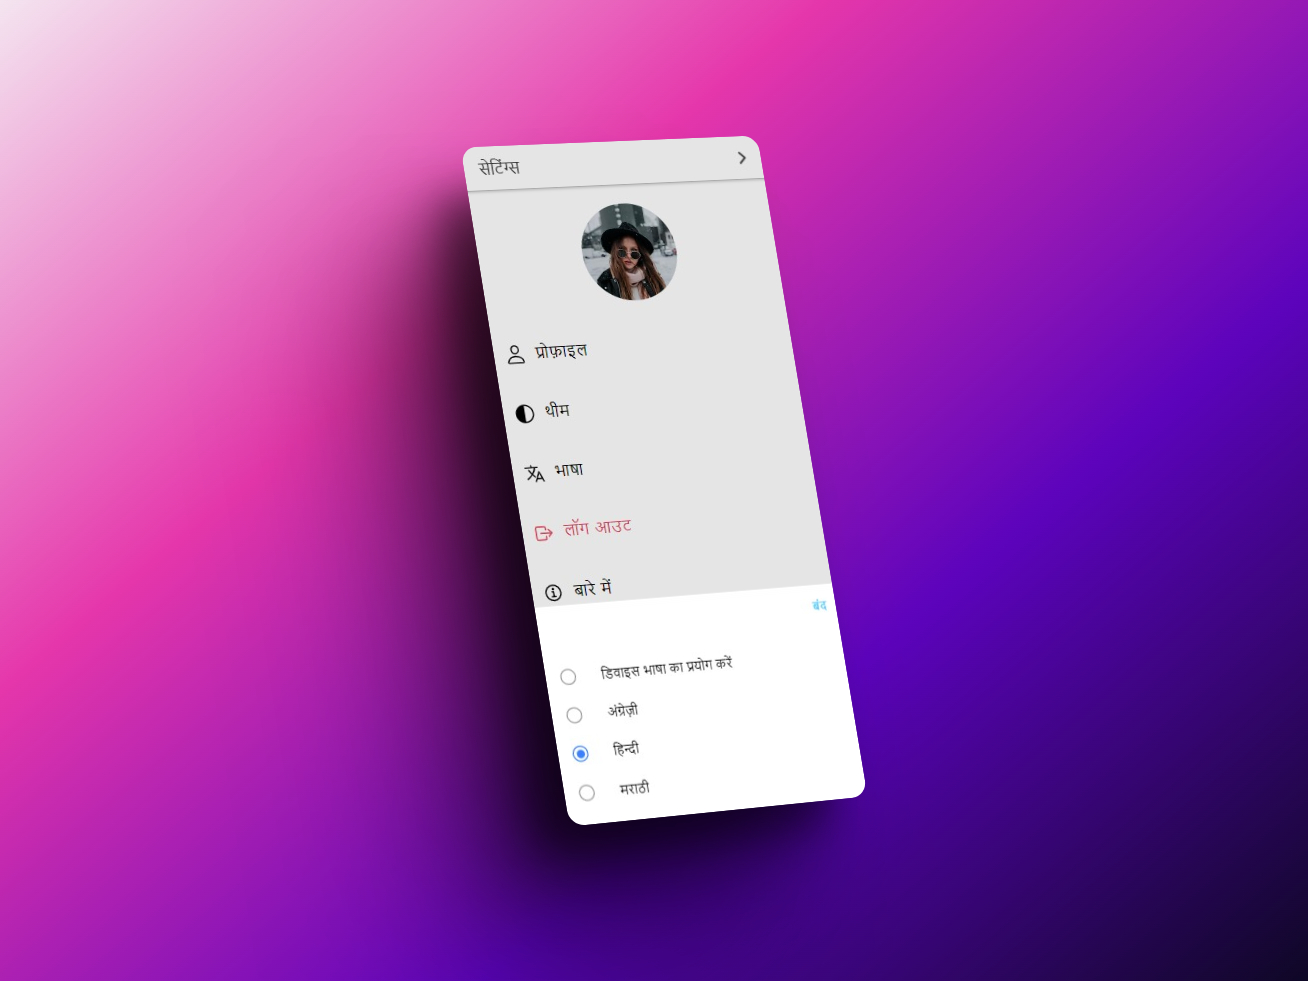 सेटिंग्स
प्रोफ़ाइल
थीम
भाषा
लॉग आउट
बारे में
बंद
डिवाइस भाषा का प्रयोग करें
अंग्रेज़ी
हिन्दी
मराठी